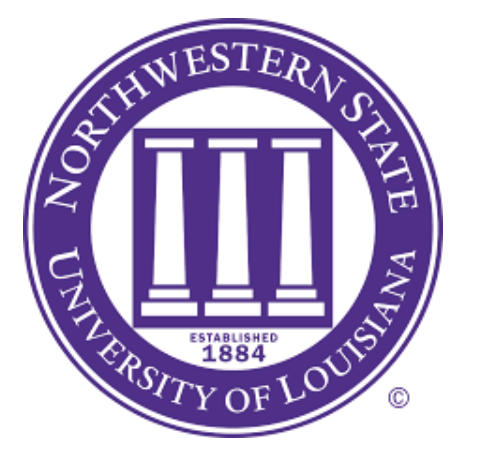 NORTHWESTERN STATE
ESTABLISHED
1884
UNIVERSITY OF LOUISIANA
©